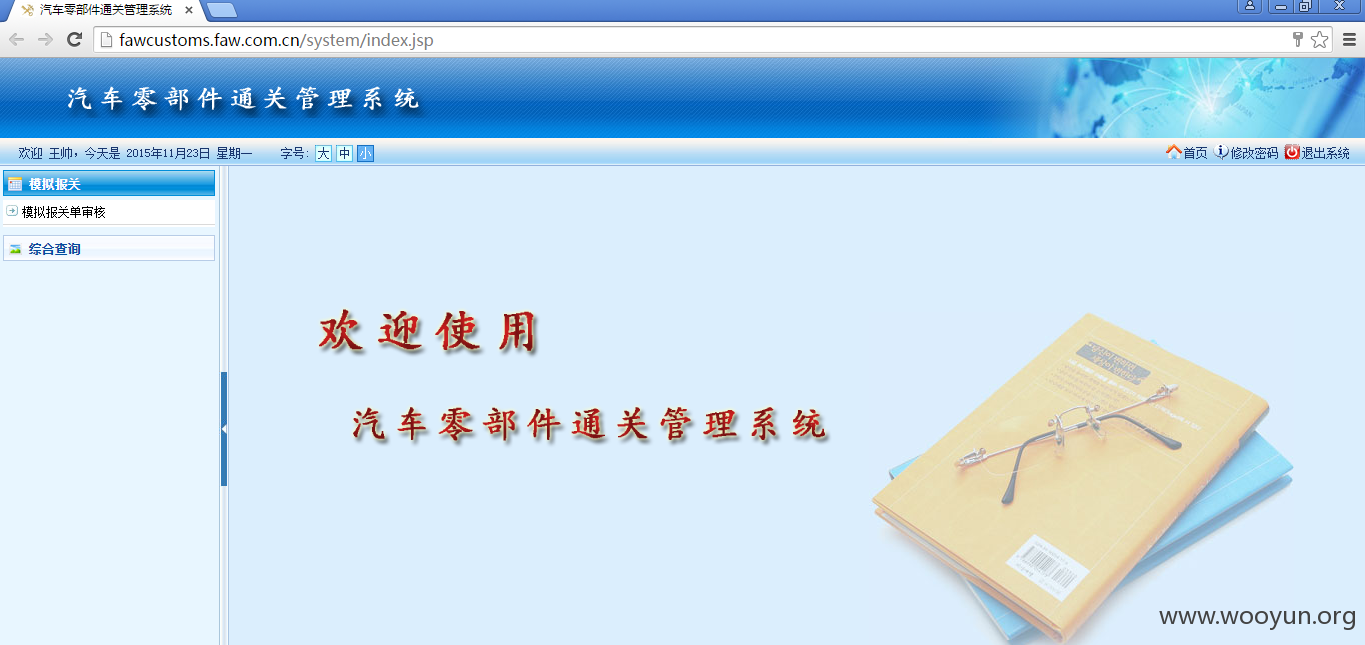 汽车零部件通关管理系统
fawcustoms.faw.com.cn/system/index.jsp
汽车零部件通关管理系统
欢迎 王帅，今天是 2015年11月23日 星期一 字号: 大 中 小 首页 修改密码 退出系统
模拟报关
模拟报关单审核
综合查询
欢迎使用
汽车零部件通关管理系统
www.wooyun.org